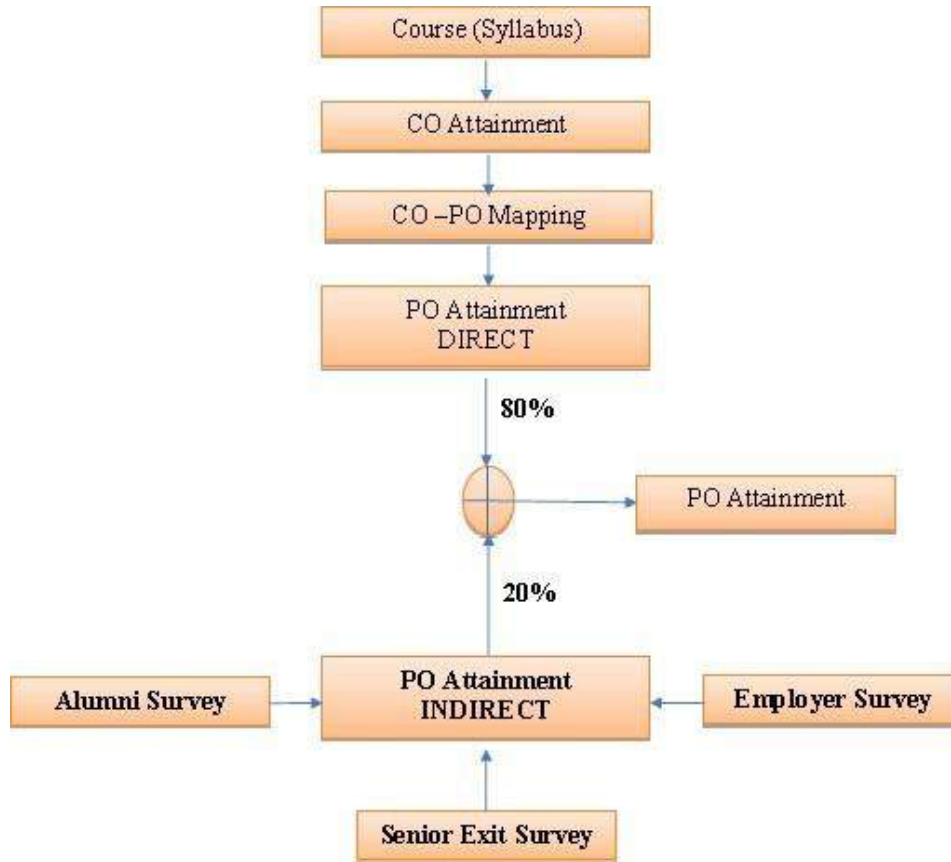 Course (Syllabus)
CO Attainment
CO –PO Mapping
PO Attainment
DIRECT
80%
PO Attainment
20%
Alumni Survey
PO Attainment
INDIRECT
Employer Survey
Senior Exit Survey